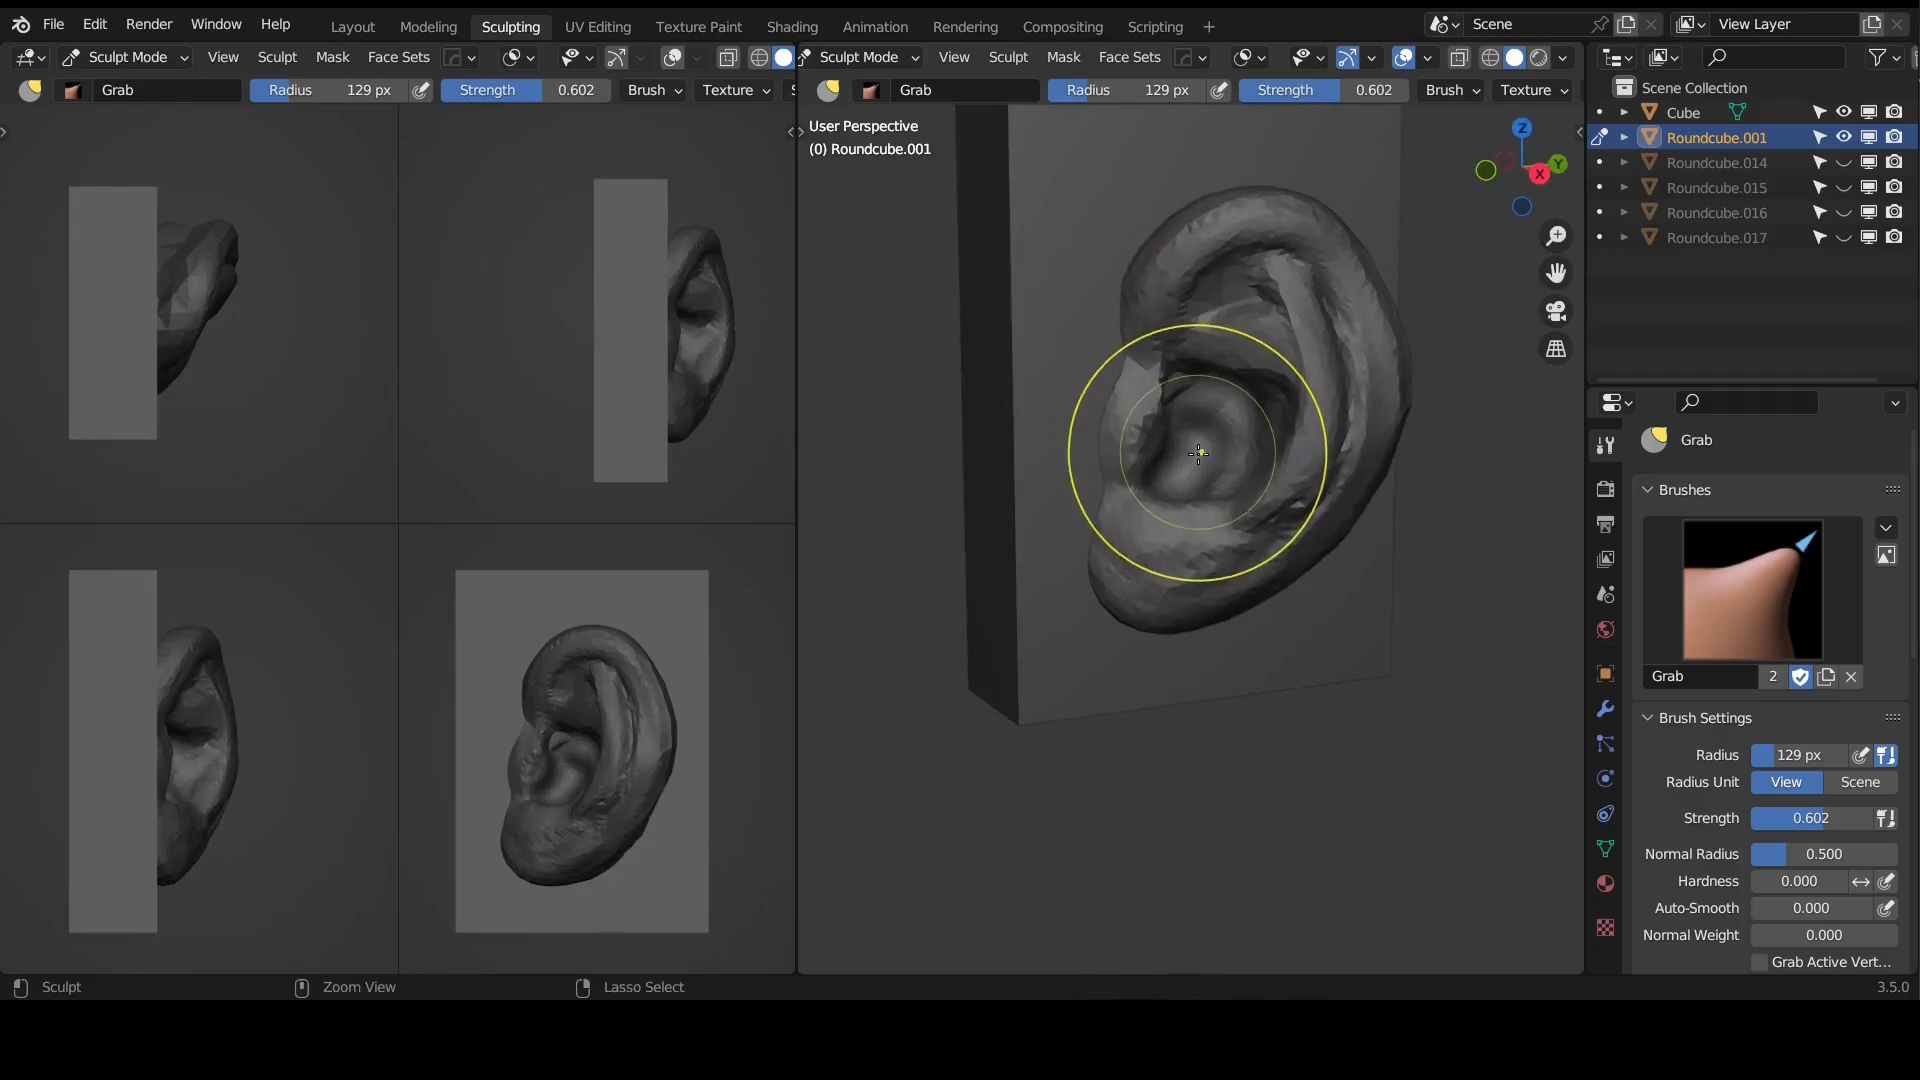 File Edit Render Window Help Layout Modeling Sculpting UV Editing Texture Paint Shading Animation Rendering Compositing Scripting + Scene View Layer
Sculpt Mode View Sculpt Mask Face Sets
Sculpt Mode View Sculpt Mask Face Sets
Grab Radius 129 px Strength 0.602 Brush Texture
Grab Radius 129 px Strength 0.602 Brush Texture
User Perspective
(0) Roundcube.001
Z
Y
X
Scene Collection
Cube
Roundcube.001
Roundcube.014
Roundcube.015
Roundcube.016
Roundcube.017
Grab
Brushes
Grab 2
Brush Settings
Radius 129 px
Radius Unit View Scene
Strength 0.602
Normal Radius 0.500
Hardness 0.000
Auto-Smooth 0.000
Normal Weight 0.000
Grab Active Vert...
Sculpt Zoom View Lasso Select 3.5.0